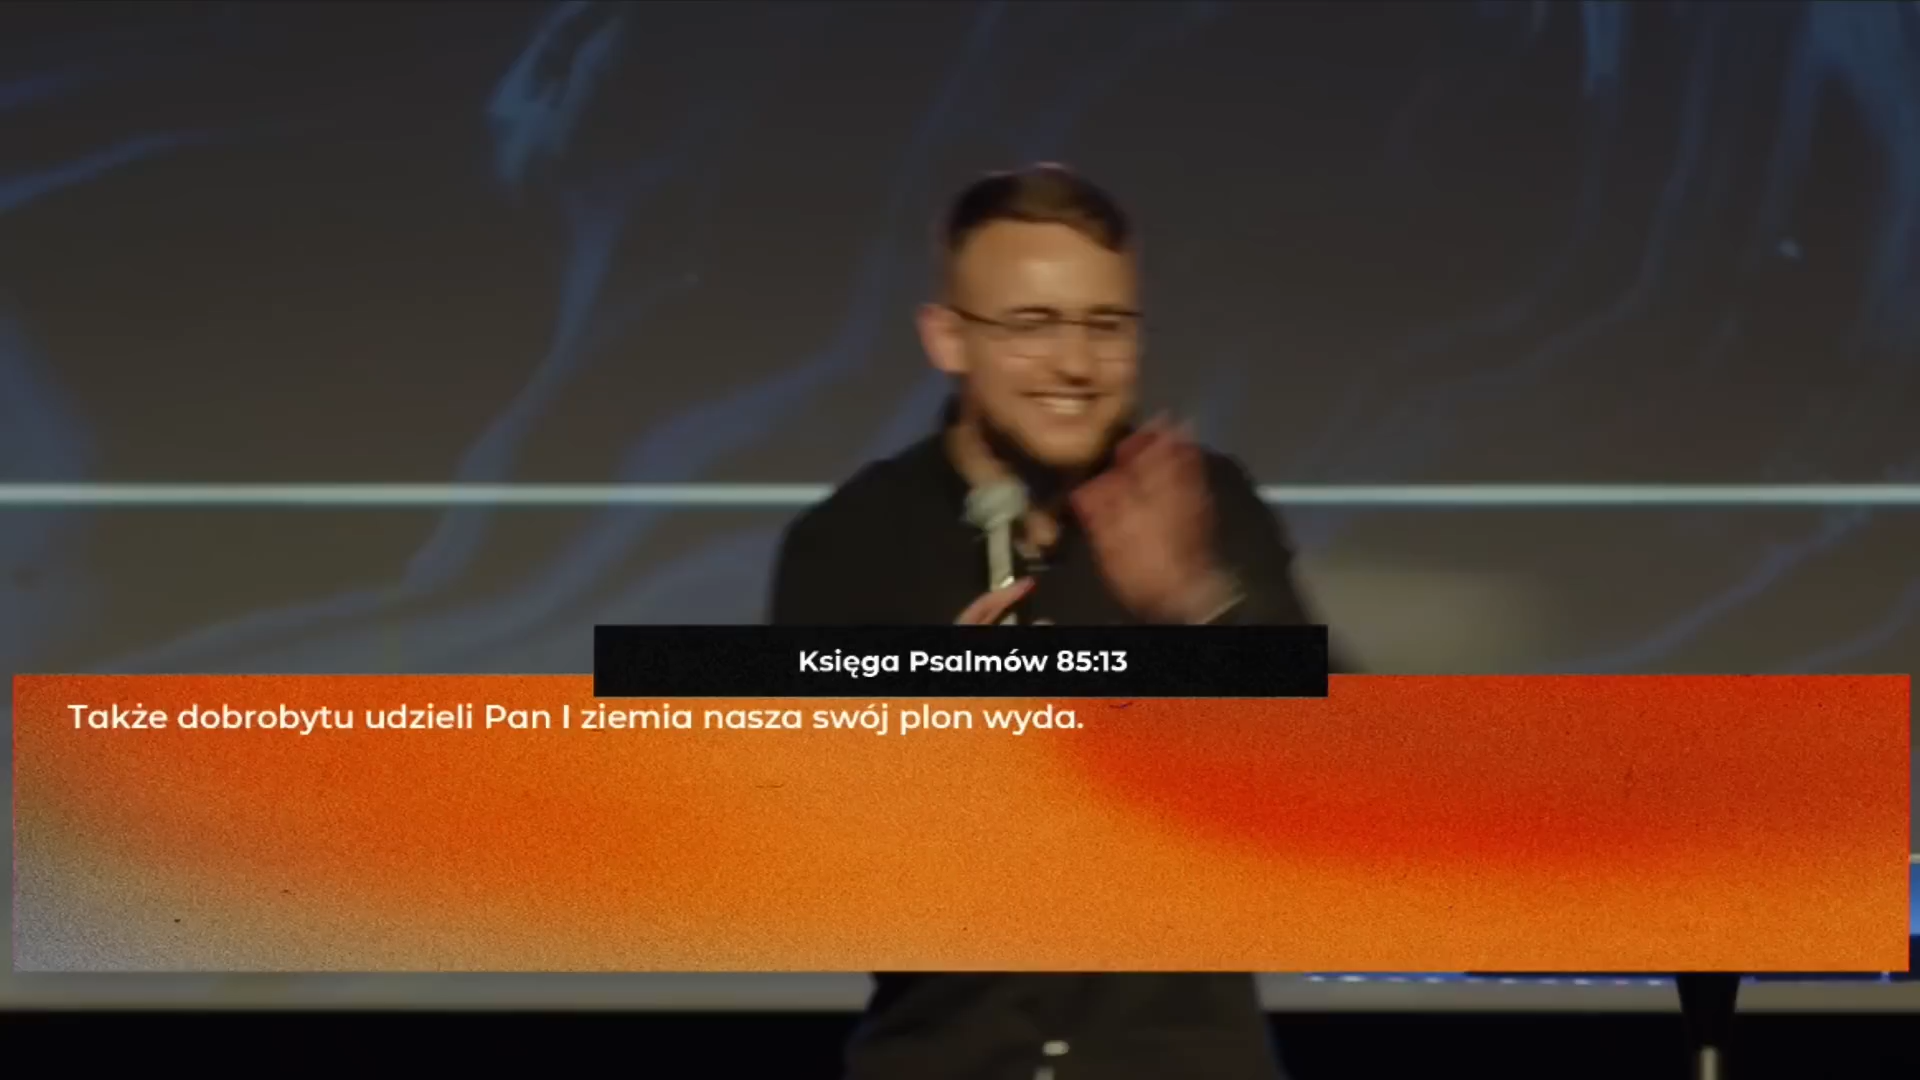 Księga Psalmów 85:13
Także dobrobytu udzieli Pan I ziemia nasza swój plon wyda.